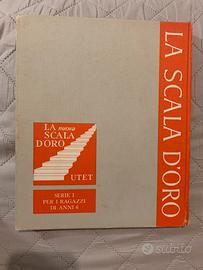 LA nuova
SCALA
D'ORO
UTET
SERIE I
PER I RAGAZZI
DI ANNI 6
LA SCALA D'ORO
subito